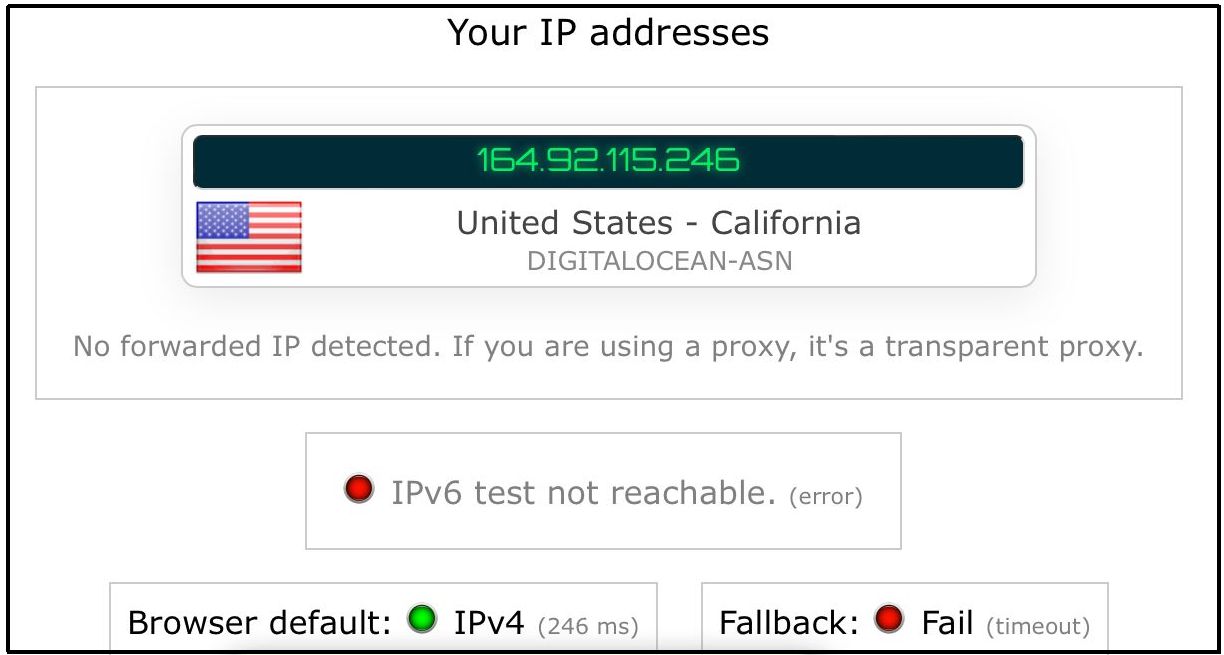 Your IP addresses
164.92.115.246
United States - California
DIGITALOCEAN-ASN
No forwarded IP detected. If you are using a proxy, it's a transparent proxy.
IPv6 test not reachable. (error)
Browser default: IPv4 (246 ms)
Fallback: Fail (timeout)